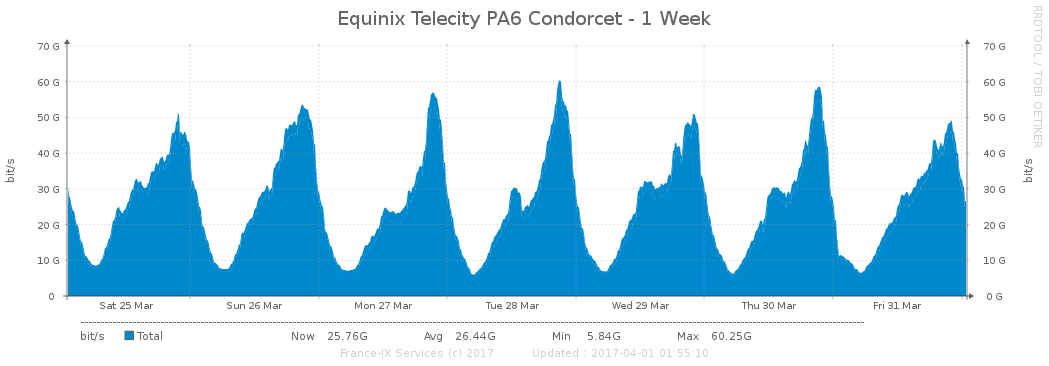 Equinix Telecity PA6 Condorcet - 1 Week
RRDTOOL / TOBI OETIKER
bit/s
70 G 70 G
60 G 60 G
50 G 50 G
40 G 40 G
30 G 30 G
20 G 20 G
10 G 10 G
0 0 G
bit/s
Sat 25 Mar Sun 26 Mar Mon 27 Mar Tue 28 Mar Wed 29 Mar Thu 30 Mar Fri 31 Mar
bit/s Total Now 25.76G Avg 26.44G Min 5.84G Max 60.25G
France-IX Services (c) 2017 Updated : 2017-04-01 01:55:10